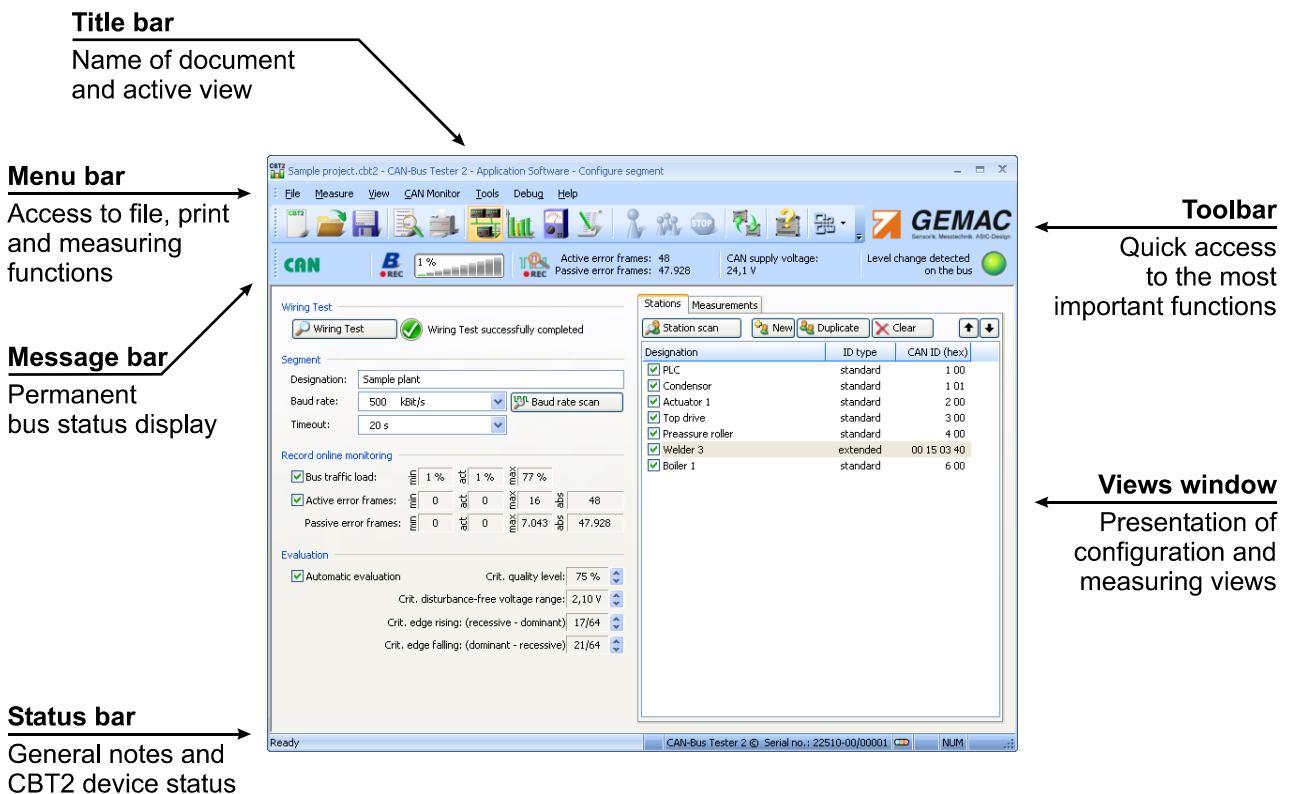 Title bar
Name of document
and active view
Menu bar
Access to file, print
and measuring
functions
Message bar
Permanent
bus status display
Status bar
General notes and
CBT2 device status
Toolbar
Quick access
to the most
important functions
Views window
Presentation of
configuration and
measuring views
CBT2 Sample project.cbt2 - CAN-Bus Tester 2 - Application Software - Configure segment
File Measure View CAN Monitor Tools Debug Help
CBT2 STOP GEMAC
Sensorik. Messtechnik. ASIC-Design
CAN B REC 1 % REC Active error frames: 48 CAN supply voltage: Level change detected
Passive error frames: 47.928 24,1 V on the bus
Wiring Test
Wiring Test Wiring Test successfully completed
Segment
Designation: Sample plant
Baud rate: 500 kBit/s Baud rate scan
Timeout: 20 s
Record online monitoring
Bus traffic load: min 1 % act 1 % max 77 %
Active error frames: min 0 act 0 max 16 abs 48
Passive error frames: min 0 act 0 max 7.043 abs 47.928
Evaluation
Automatic evaluation Crit. quality level: 75 %
Crit. disturbance-free voltage range: 2,10 V
Crit. edge rising: (recessive - dominant) 17/64
Crit. edge falling: (dominant - recessive) 21/64
Stations Measurements
Station scan New Duplicate Clear
Designation ID type CAN ID (hex)
PLC standard 1 00
Condensor standard 1 01
Actuator 1 standard 2 00
Top drive standard 3 00
Preassure roller standard 4 00
Welder 3 extended 00 15 03 40
Boiler 1 standard 6 00
Ready CAN-Bus Tester 2 © Serial no.: 22510-00/00001 NUM